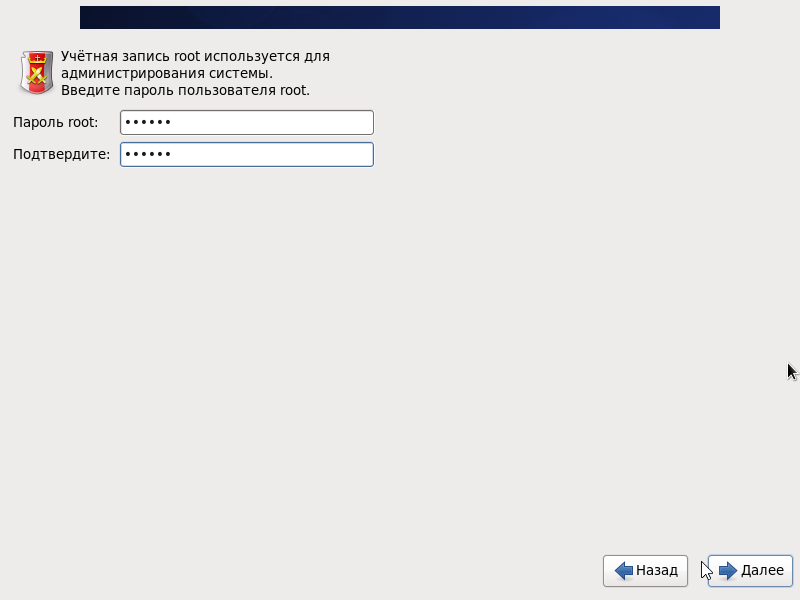 Учётная запись root используется для
администрирования системы.
Введите пароль пользователя root.
Пароль root: ••••••
Подтвердите: ••••••
Назад Далее